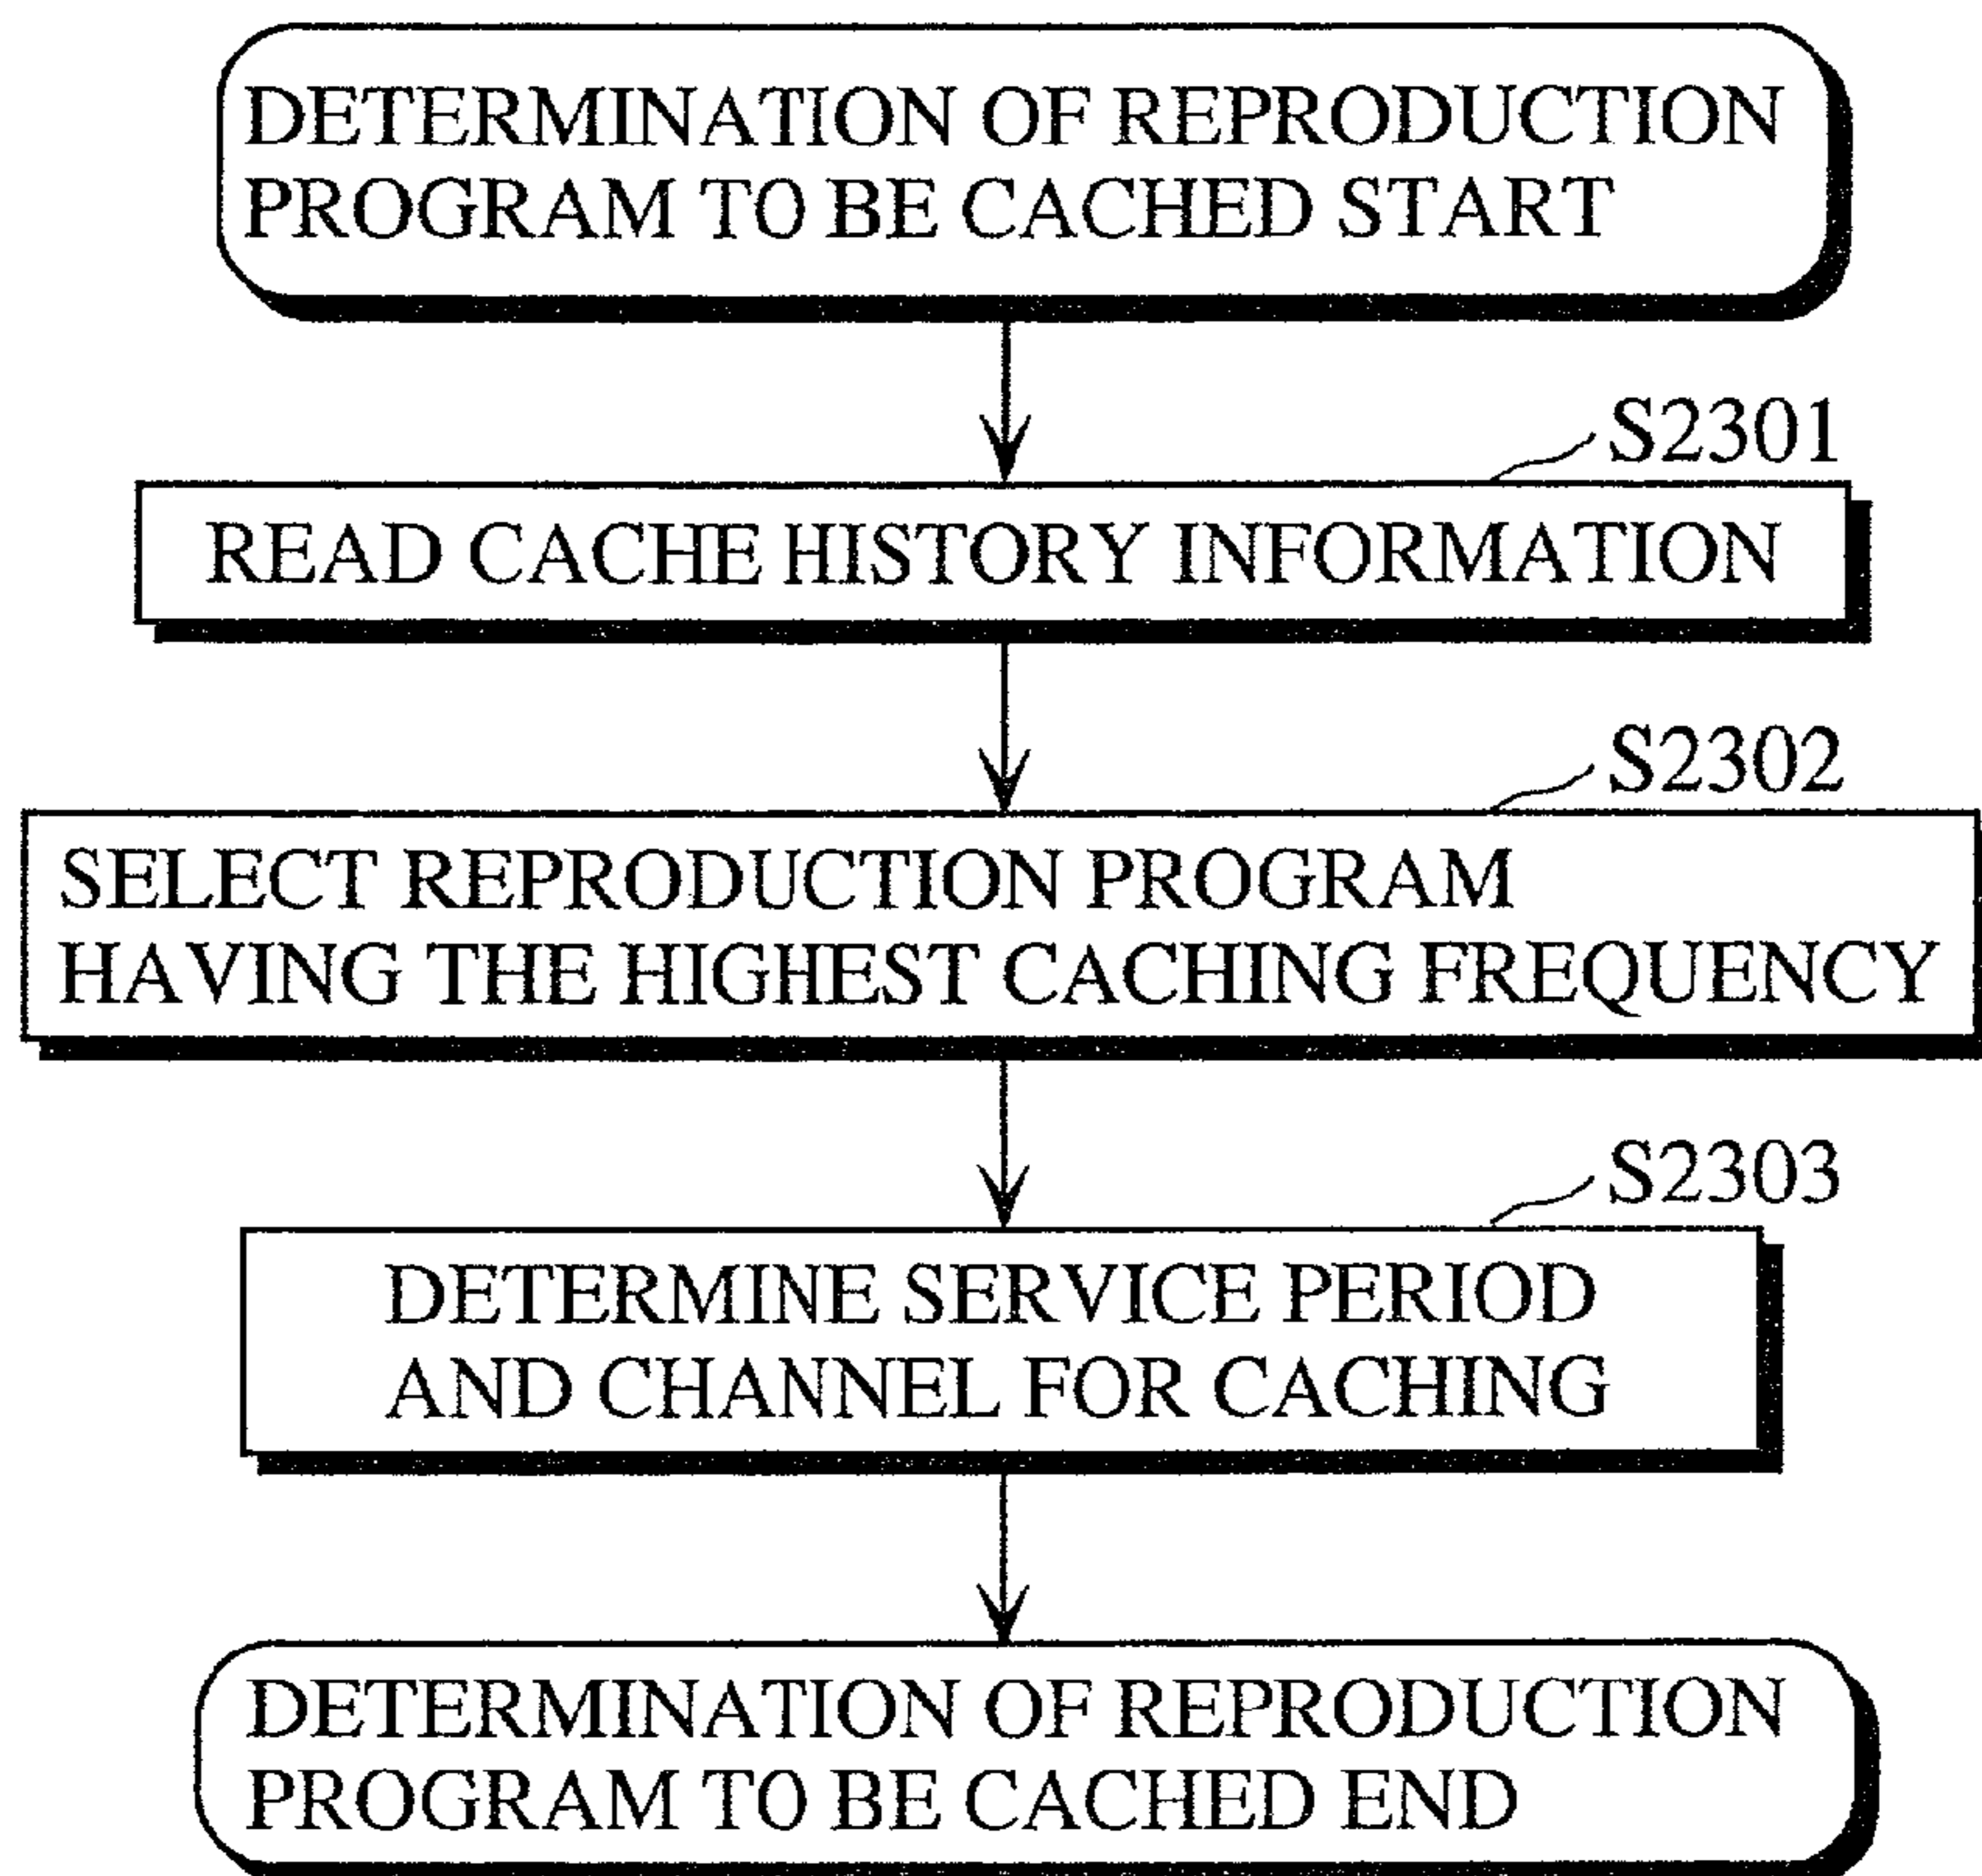 DETERMINATION OF REPRODUCTION
PROGRAM TO BE CACHED START
S2301
READ CACHE HISTORY INFORMATION
S2302
SELECT REPRODUCTION PROGRAM
HAVING THE HIGHEST CACHING FREQUENCY
S2303
DETERMINE SERVICE PERIOD
AND CHANNEL FOR CACHING
DETERMINATION OF REPRODUCTION
PROGRAM TO BE CACHED END